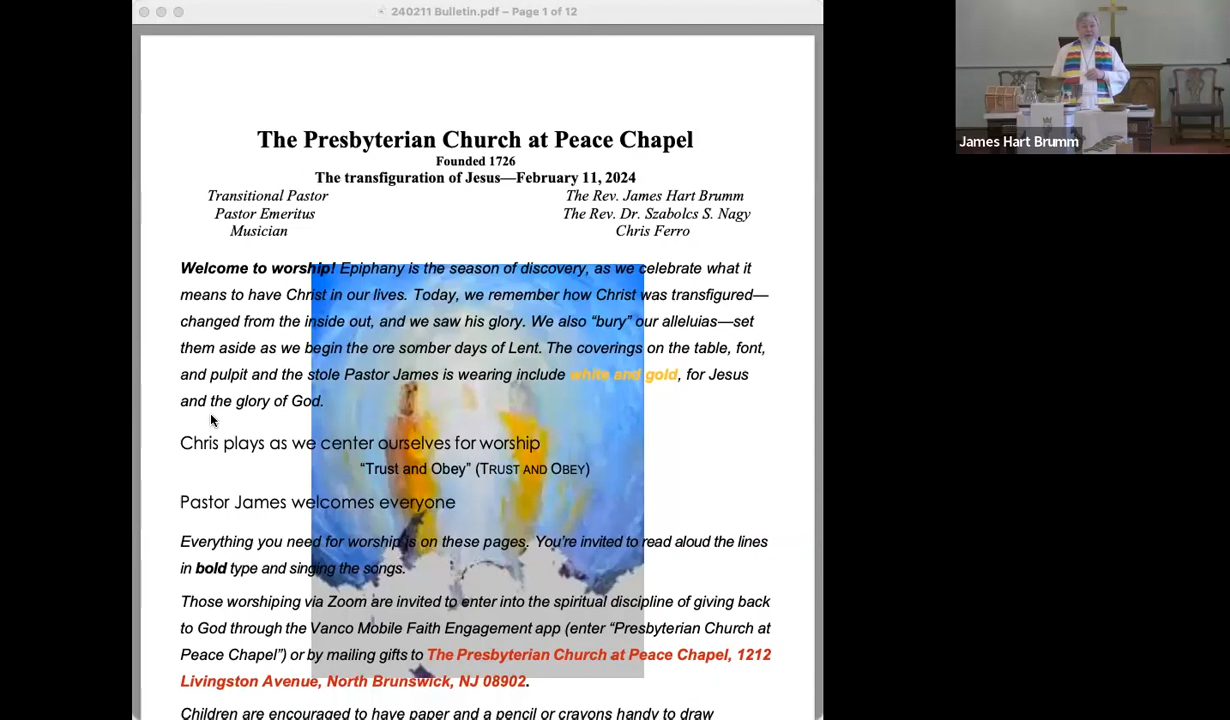 240211 Bulletin.pdf – Page 1 of 12
The Presbyterian Church at Peace Chapel
Founded 1726
The transfiguration of Jesus—February 11, 2024
Transitional Pastor The Rev. James Hart Brumm
Pastor Emeritus The Rev. Dr. Szabolcs S. Nagy
Musician Chris Ferro
Welcome to worship! Epiphany is the season of discovery, as we celebrate what it
means to have Christ in our lives. Today, we remember how Christ was transfigured—
changed from the inside out, and we saw his glory. We also “bury” our alleluias—set
them aside as we begin the ore somber days of Lent. The coverings on the table, font,
and pulpit and the stole Pastor James is wearing include white and gold, for Jesus
and the glory of God.
Chris plays as we center ourselves for worship
“Trust and Obey” (TRUST AND OBEY)
Pastor James welcomes everyone
Everything you need for worship is on these pages. You’re invited to read aloud the lines
in bold type and singing the songs.
Those worshiping via Zoom are invited to enter into the spiritual discipline of giving back
to God through the Vanco Mobile Faith Engagement app (enter “Presbyterian Church at
Peace Chapel”) or by mailing gifts to The Presbyterian Church at Peace Chapel, 1212
Livingston Avenue, North Brunswick, NJ 08902.
Children are encouraged to have paper and a pencil or crayons handy to draw
James Hart Brumm